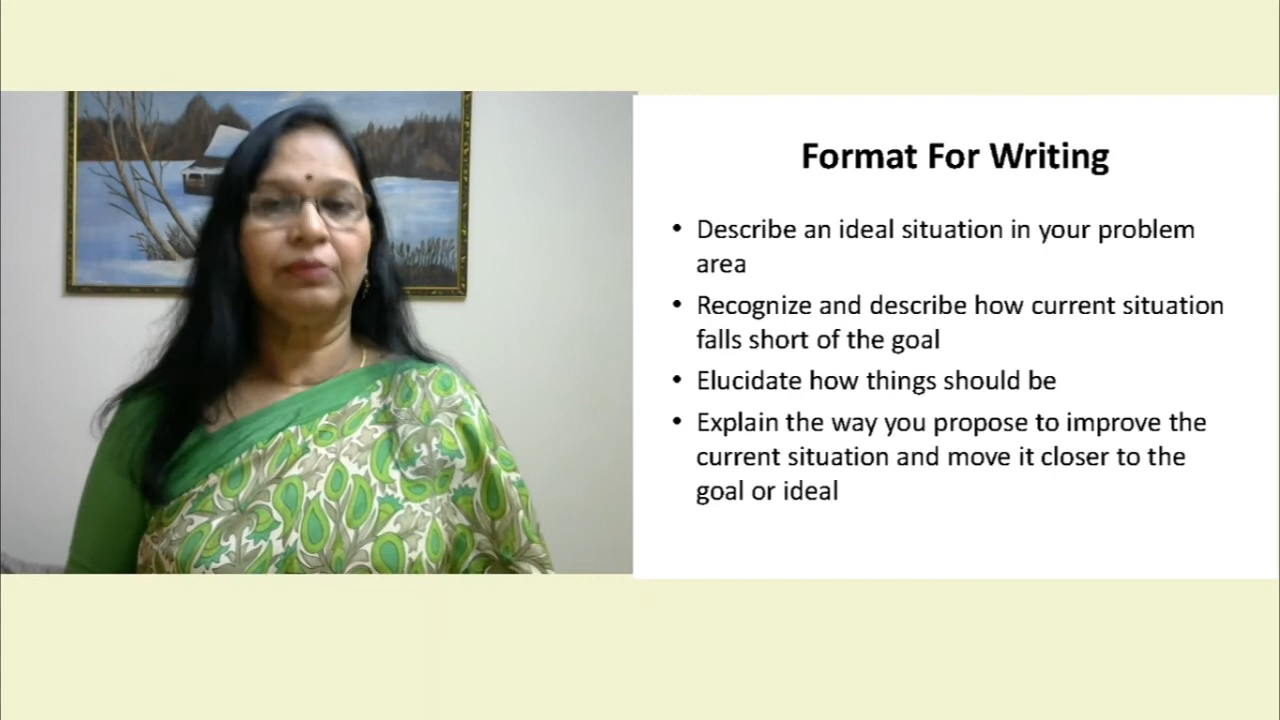 Format For Writing
• Describe an ideal situation in your problem
area
• Recognize and describe how current situation
falls short of the goal
• Elucidate how things should be
• Explain the way you propose to improve the
current situation and move it closer to the
goal or ideal